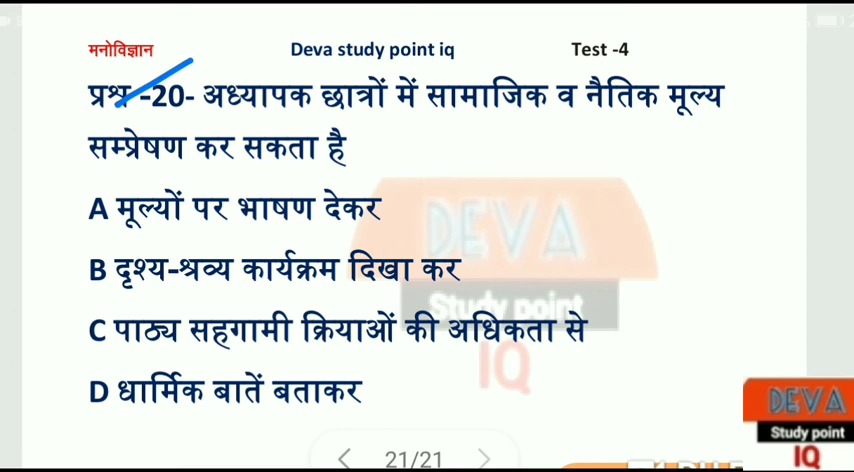 मनोविज्ञान Deva study point iq Test -4
प्रश्न -20- अध्यापक छात्रों में सामाजिक व नैतिक मूल्य
सम्प्रेषण कर सकता है
A मूल्यों पर भाषण देकर
B दृश्य-श्रव्य कार्यक्रम दिखा कर
C पाठ्य सहगामी क्रियाओं की अधिकता से
D धार्मिक बातें बताकर
DEVA
Study point
IQ
21/21
DEVA
Study point
IQ